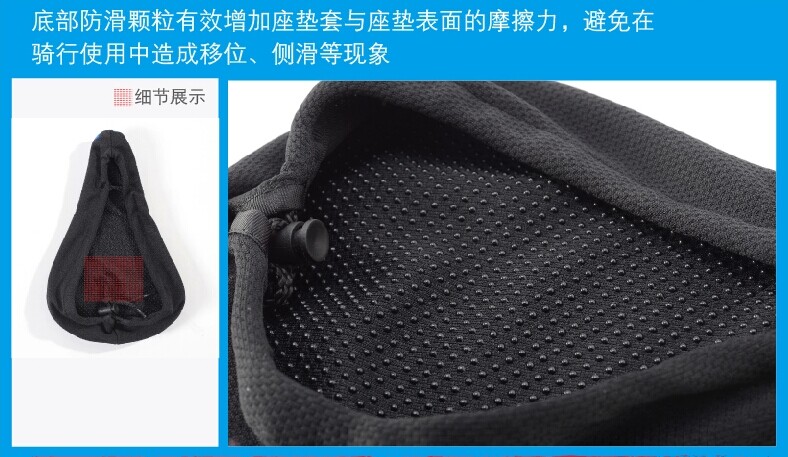 底部防滑颗粒有效增加座垫套与座垫表面的摩擦力，避免在
骑行使用中造成移位、侧滑等现象
细节展示